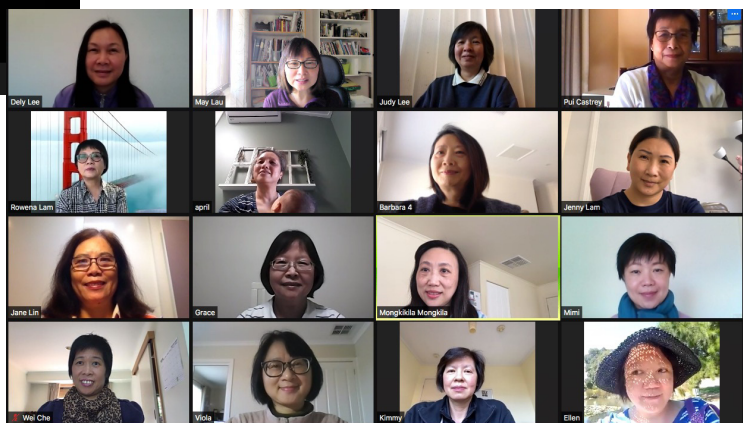 Dely Lee
May Lau
Judy Lee
Pui Castrey
Rowena Lam
april
Barbara 4
Jenny Lam
Jane Lin
Grace
Mongkikila Mongkila
Mimi
Wei Che
Viola
Kimmy
Ellen